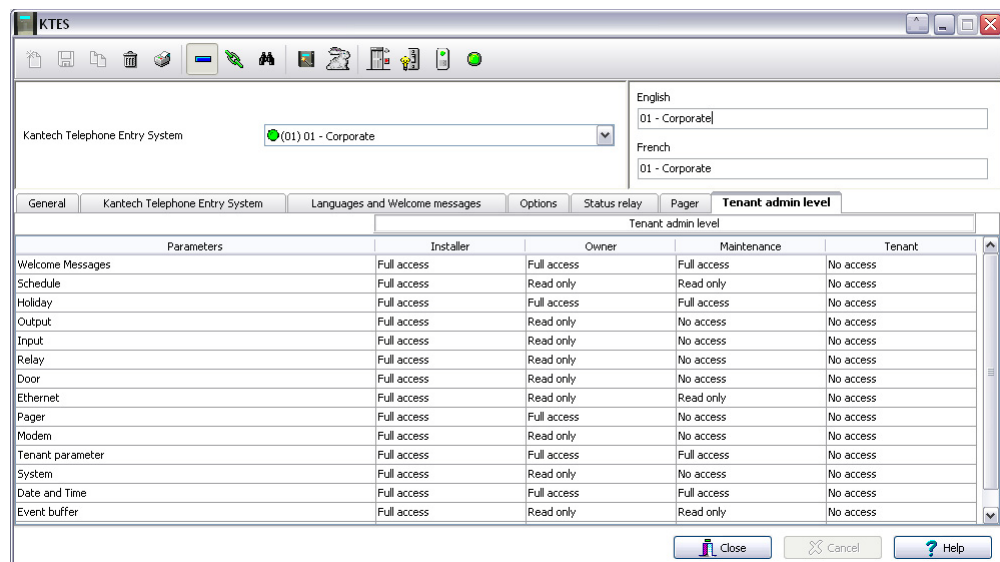 KTES
English
01 - Corporate
Kantech Telephone Entry System (01) 01 - Corporate
French
01 - Corporate
General Kantech Telephone Entry System Languages and Welcome messages Options Status relay Pager Tenant admin level
Tenant admin level
Parameters Installer Owner Maintenance Tenant
Welcome Messages Full access Full access Full access No access
Schedule Full access Read only Read only No access
Holiday Full access Full access Full access No access
Output Full access Read only No access No access
Input Full access Read only No access No access
Relay Full access Read only No access No access
Door Full access Read only No access No access
Ethernet Full access Read only Read only No access
Pager Full access Full access No access No access
Modem Full access Read only No access No access
Tenant parameter Full access Full access Full access No access
System Full access Read only No access No access
Date and Time Full access Full access Full access No access
Event buffer Full access Read only Read only No access
Close Cancel ? Help